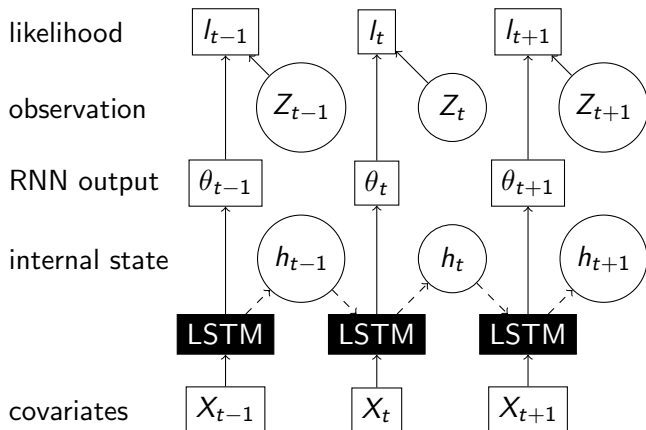 likelihood l_{t−1} l_t l_{t+1}
observation Z_{t−1} Z_t Z_{t+1}
RNN output θ_{t−1} θ_t θ_{t+1}
internal state h_{t−1} h_t h_{t+1}
LSTM LSTM LSTM
covariates X_{t−1} X_t X_{t+1}